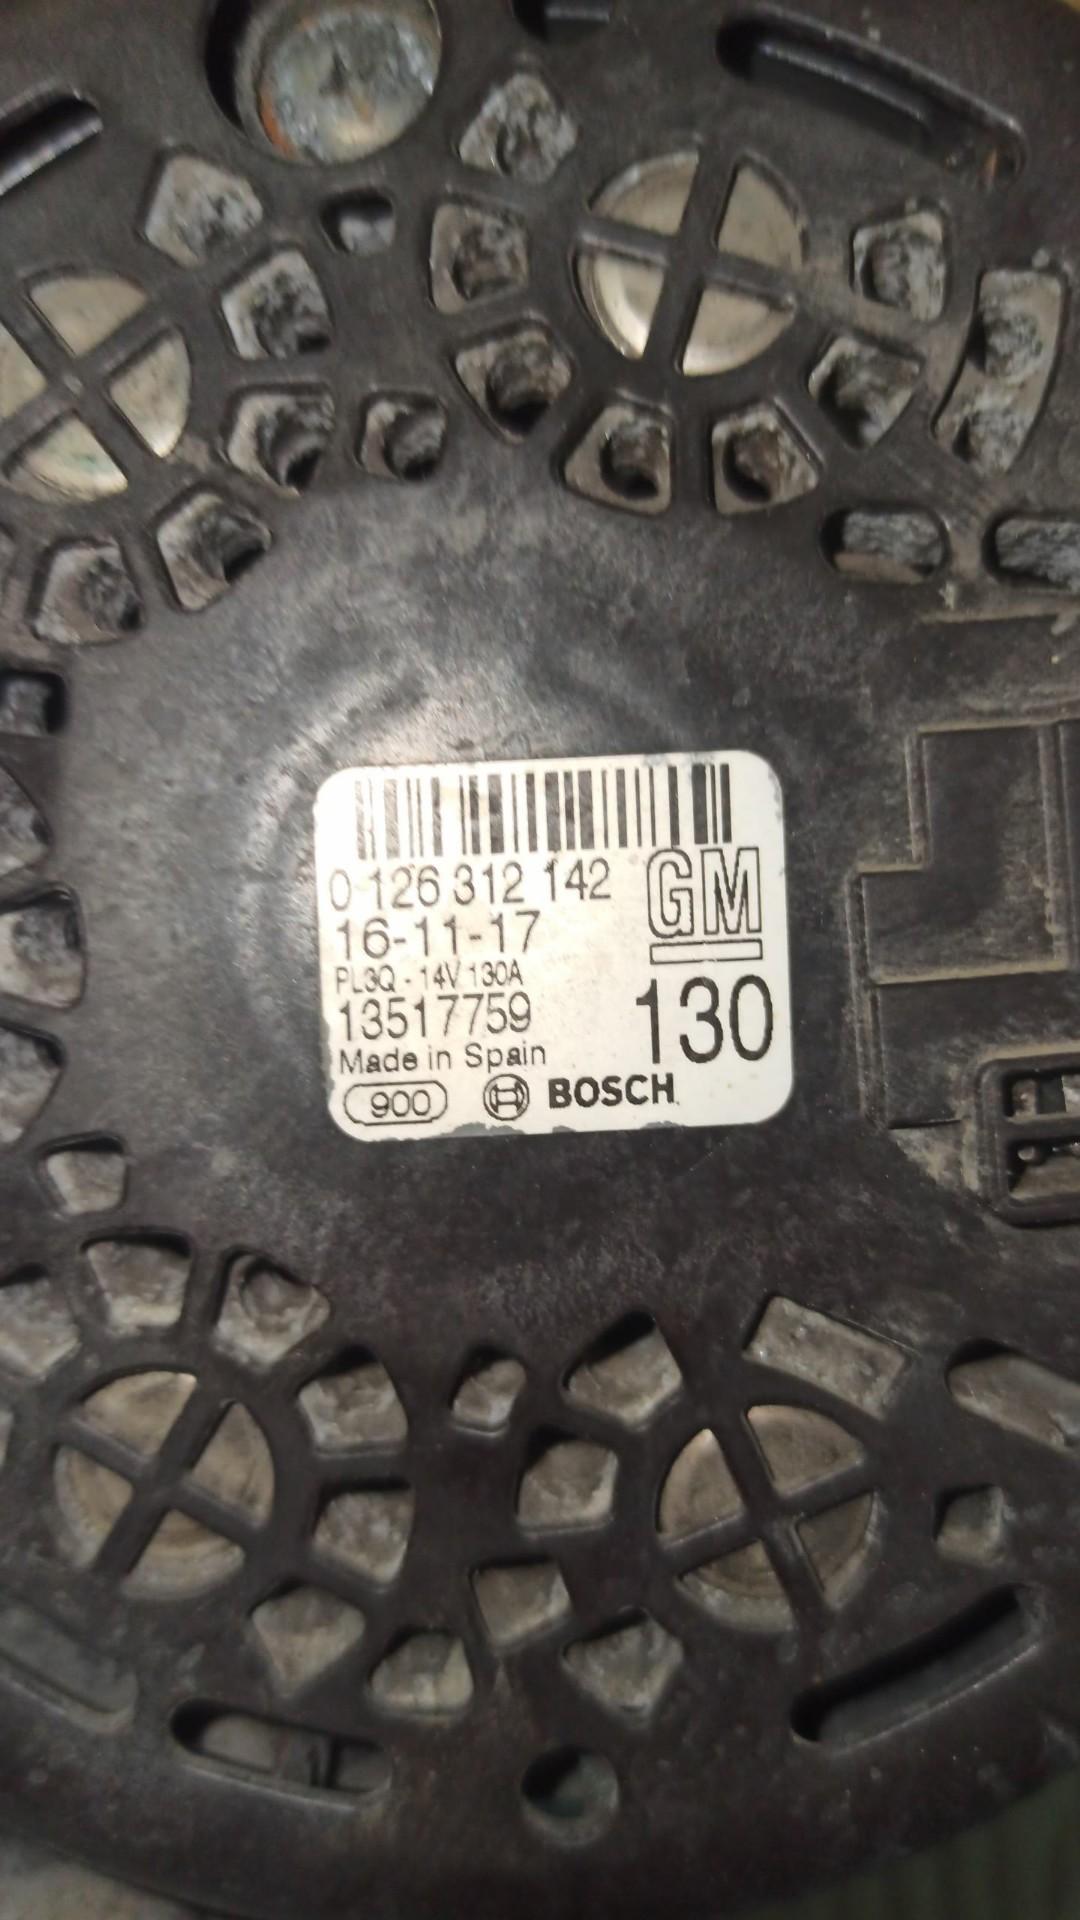 0 126 312 142
GM
16-11-17
PL3Q - 14V 130A
13517759
130
Made in Spain
900
BOSCH